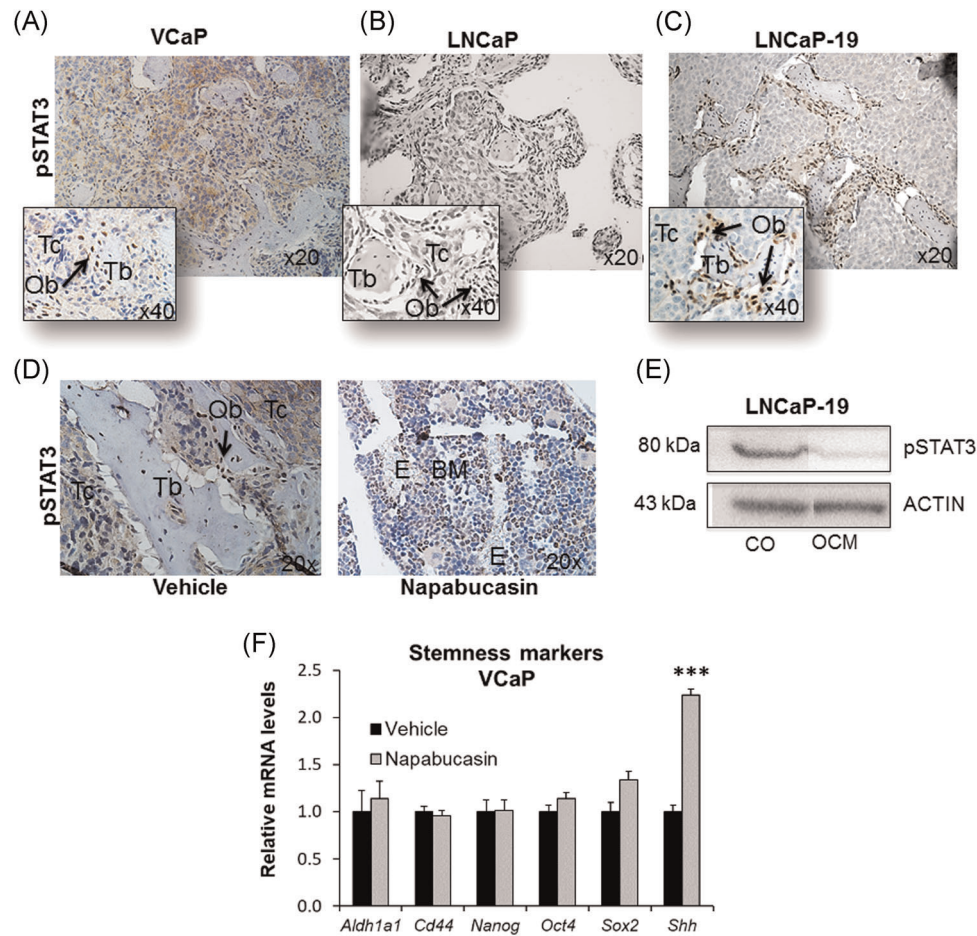 (A)
VCaP
pSTAT3
x20
Tc
Ob
Tb
x40
(B)
LNCaP
x20
Tc
Tb
Ob
x40
(C)
LNCaP-19
x20
Tc
Ob
Tb
x40
(D)
pSTAT3
Ob
Tc
Tb
Tc
20x
Vehicle
E BM
E
20x
Napabucasin
(E)
LNCaP-19
80 kDa
pSTAT3
43 kDa
ACTIN
CO OCM
(F)
Stemness markers
VCaP
***
Relative mRNA levels
2.5
2.0
1.5
1.0
0.5
0.0
Vehicle
Napabucasin
Aldh1a1 Cd44 Nanog Oct4 Sox2 Shh